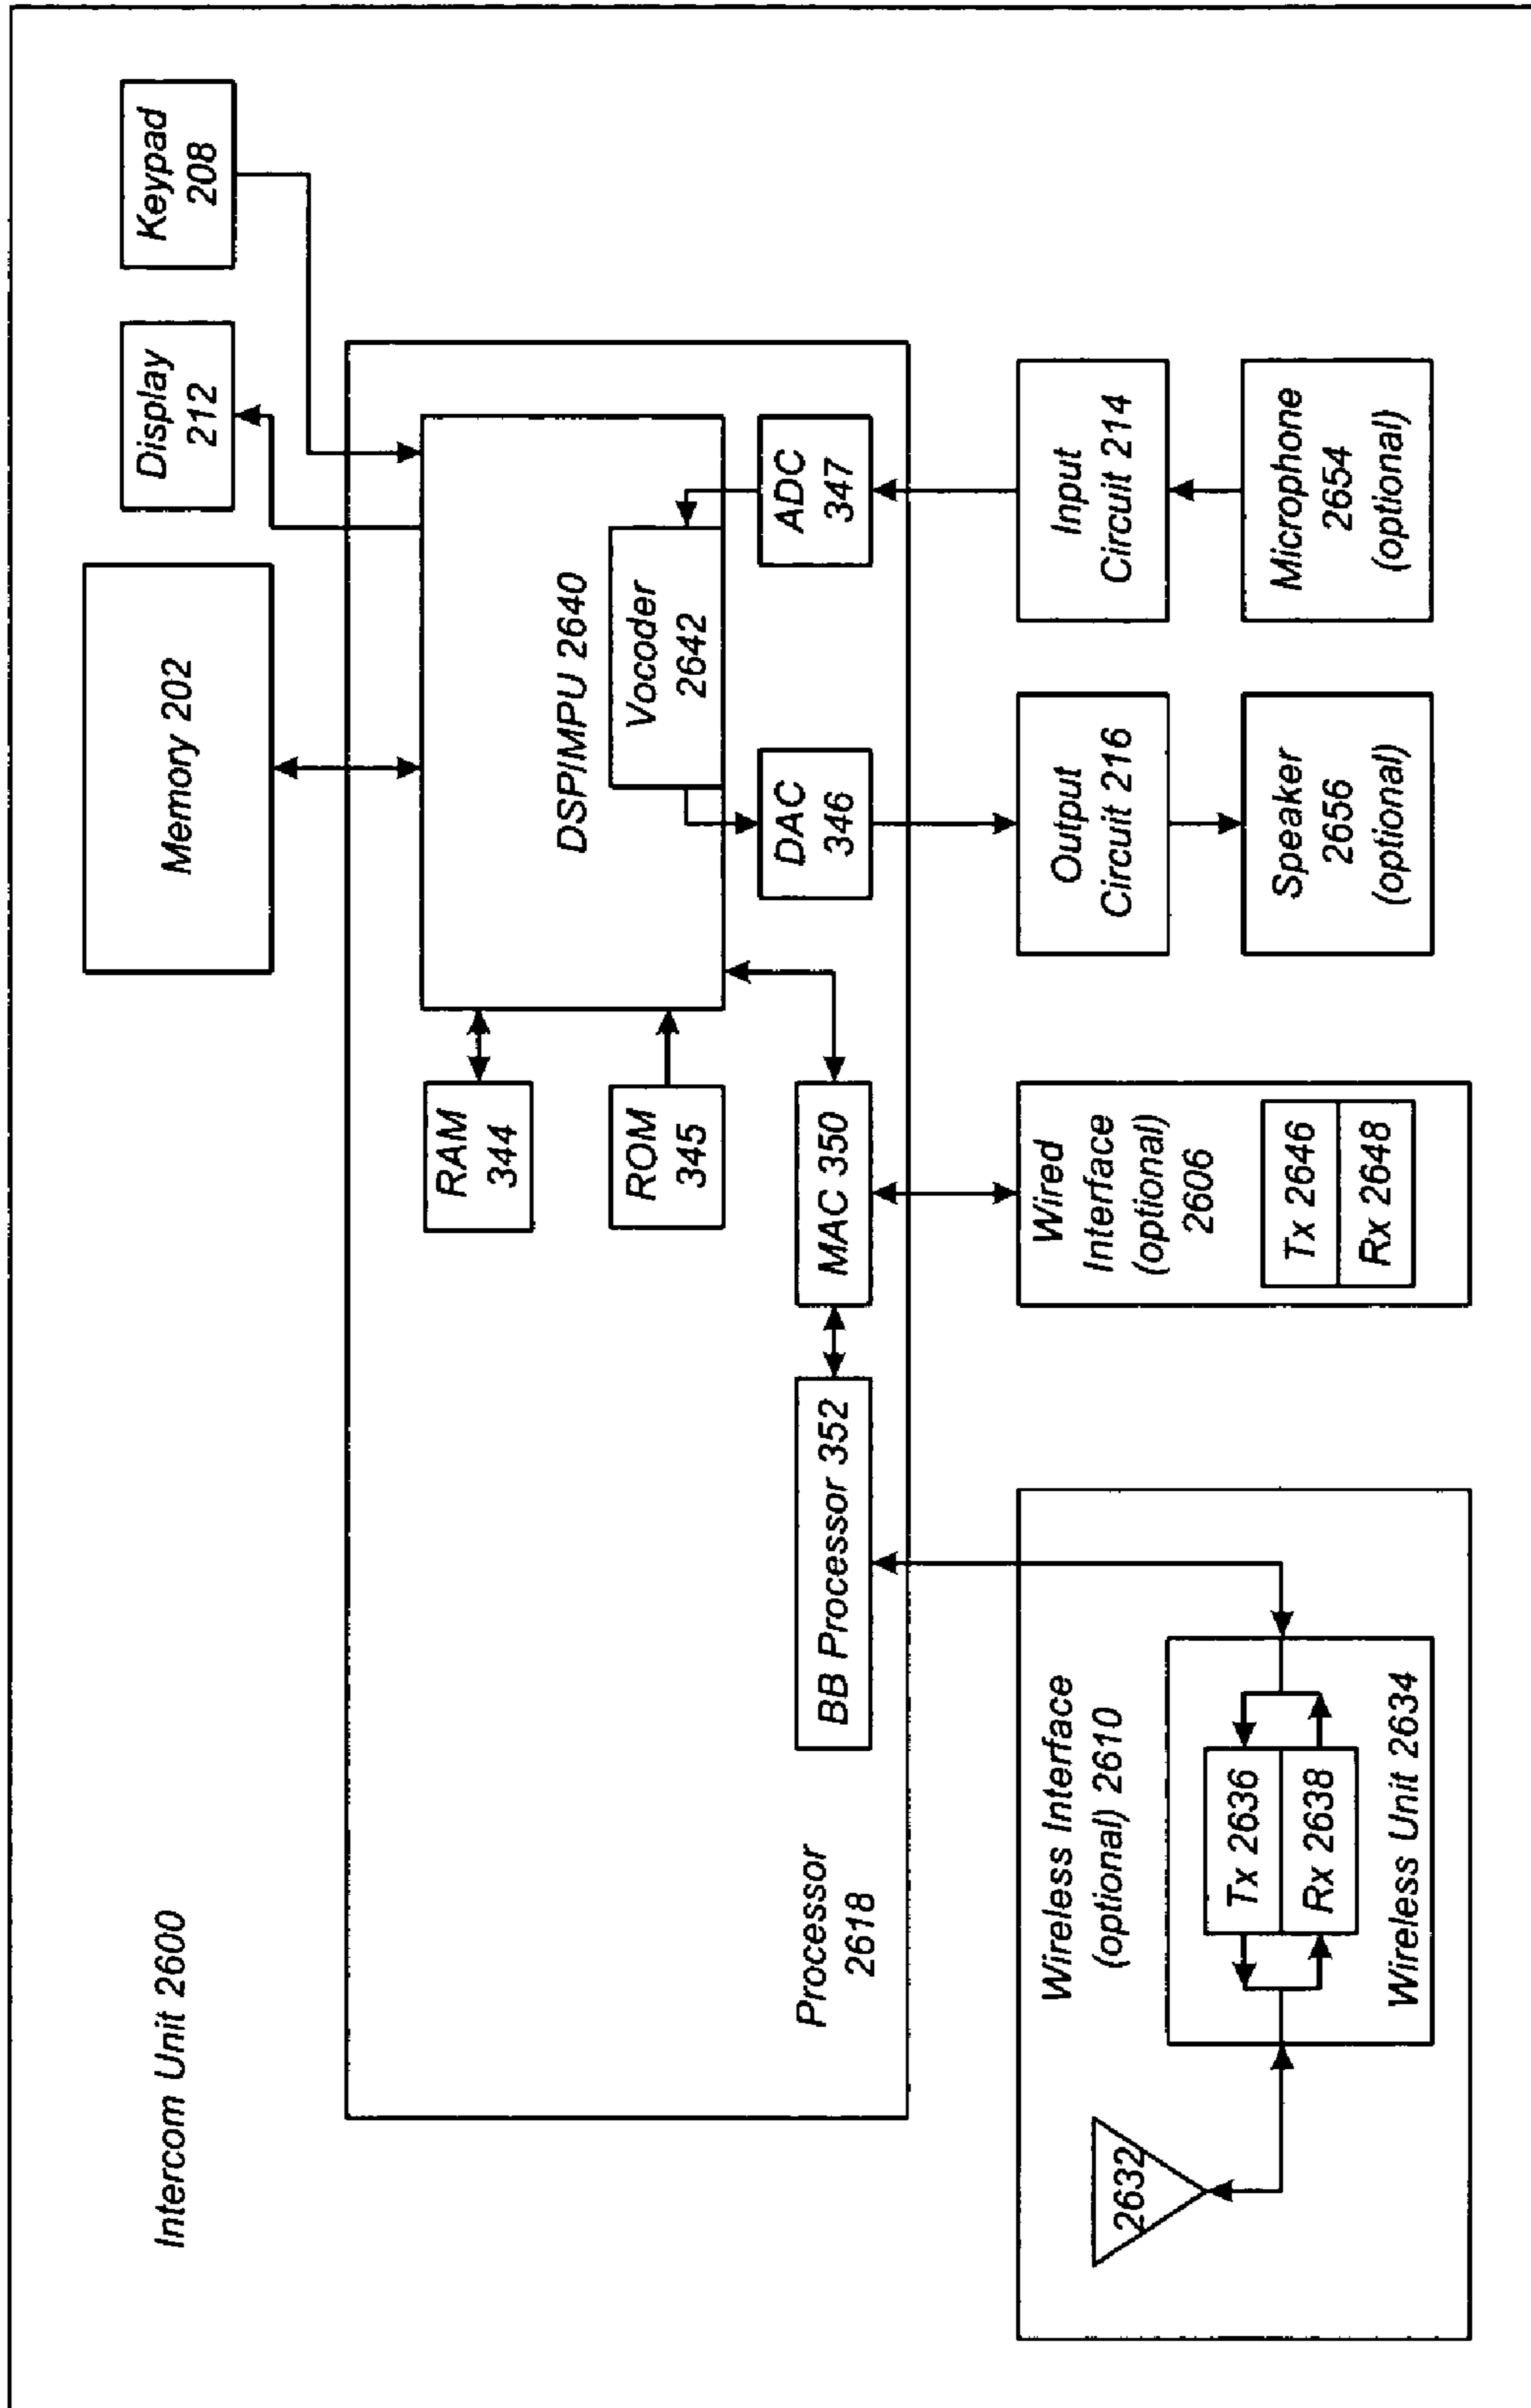 Intercom Unit 2600
Memory 202
Display
212
Keypad
208
RAM
344
ROM
345
DSP/MPU 2640
Vocoder
2642
Processor
2618
BB Processor 352
MAC 350
DAC
346
ADC
347
Wireless Interface
(optional) 2610
2632
Tx 2636
Rx 2638
Wireless Unit 2634
Wired
Interface
(optional)
2606
Tx 2646
Rx 2648
Output
Circuit 216
Speaker
2656
(optional)
Input
Circuit 214
Microphone
2654
(optional)